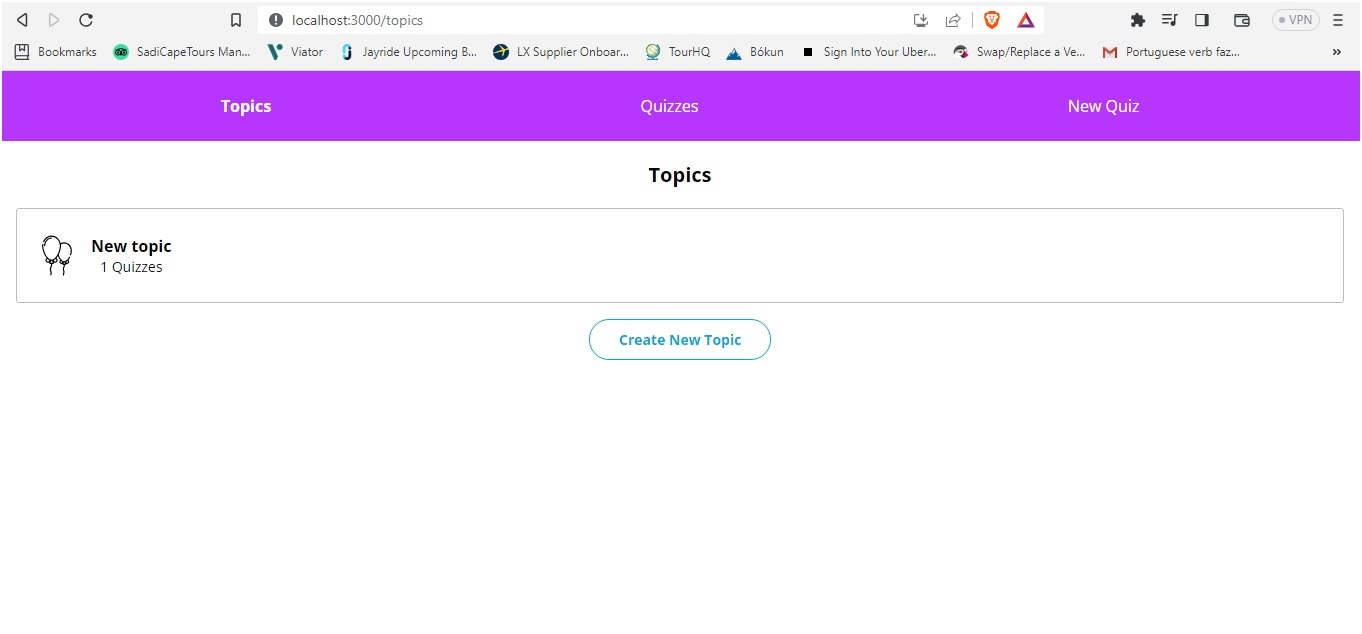 localhost:3000/topics
VPN
Bookmarks
SadiCapeTours Man...
Viator
Jayride Upcoming B...
LX Supplier Onboar...
TourHQ
Bókun
Sign Into Your Uber...
Swap/Replace a Ve...
Portuguese verb faz...
»
Topics
Quizzes
New Quiz
Topics
New topic
1 Quizzes
Create New Topic